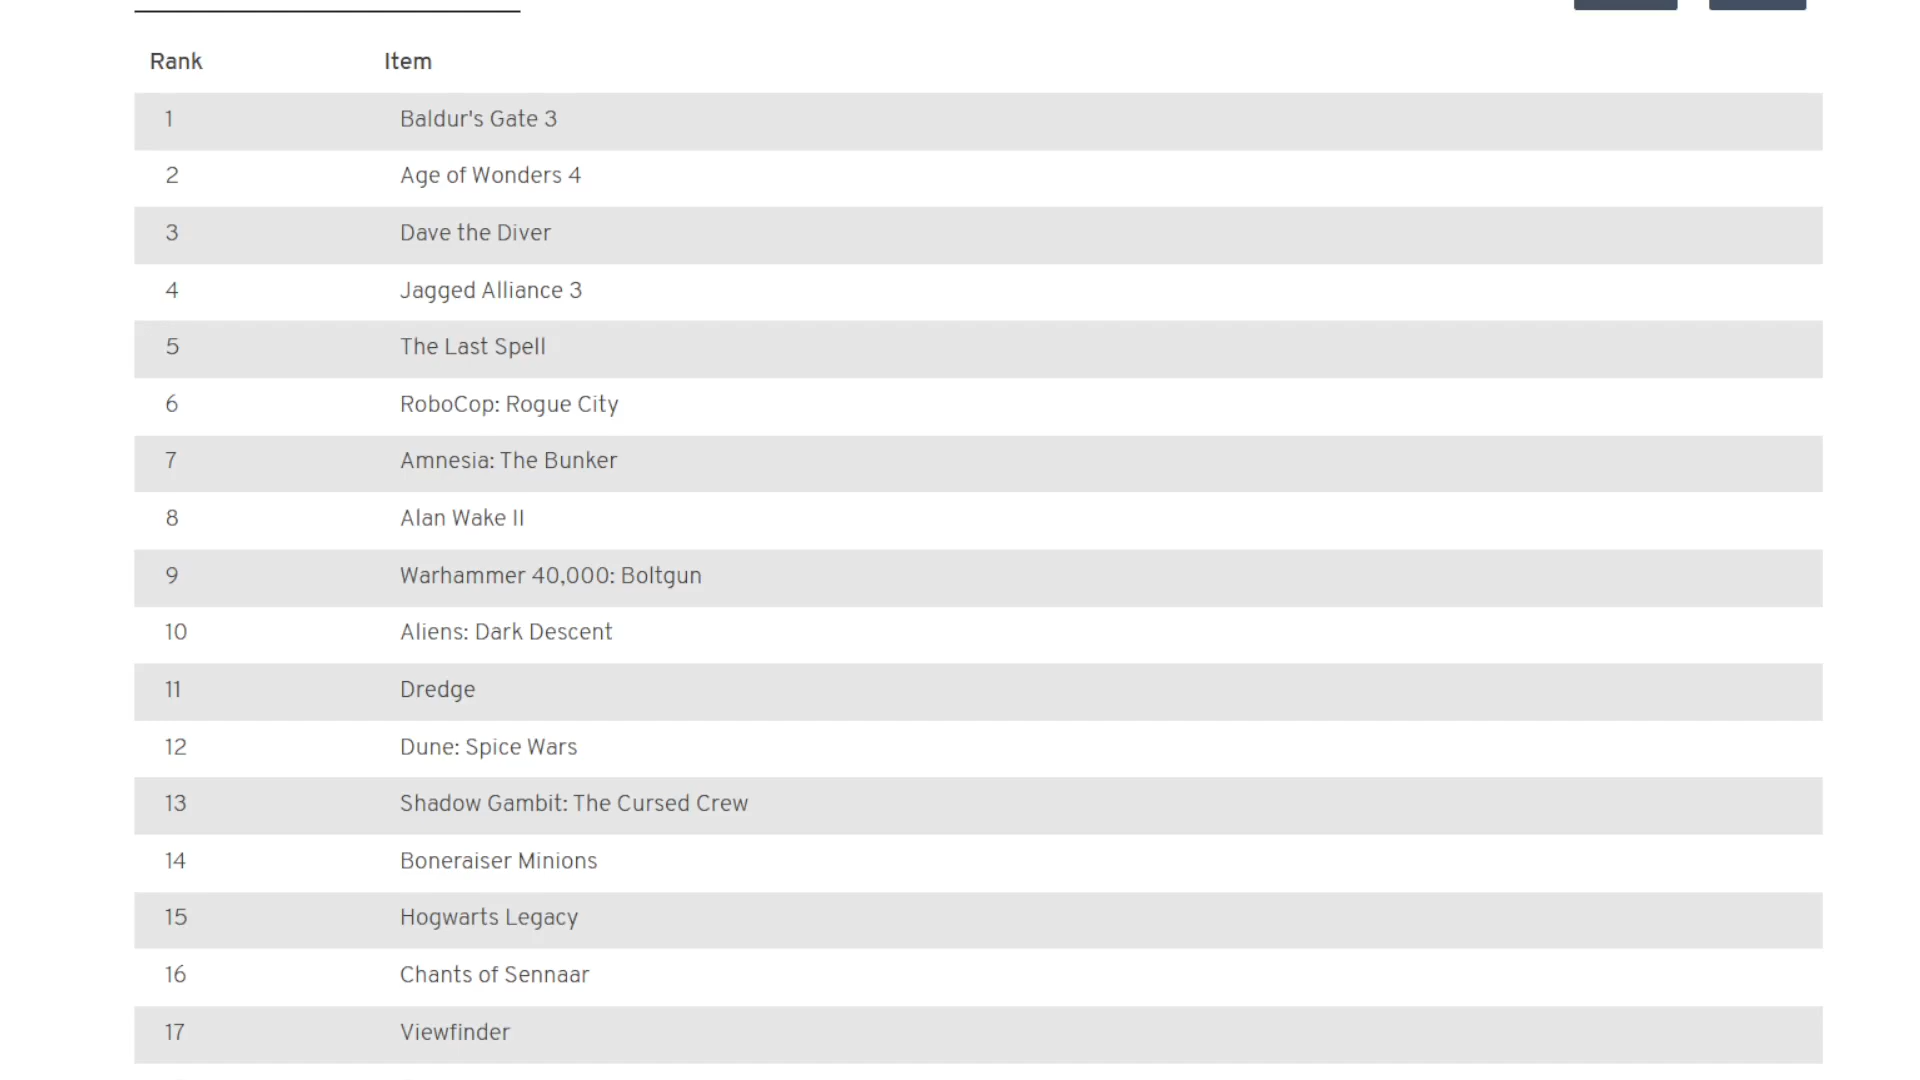 Rank Item
1 Baldur's Gate 3
2 Age of Wonders 4
3 Dave the Diver
4 Jagged Alliance 3
5 The Last Spell
6 RoboCop: Rogue City
7 Amnesia: The Bunker
8 Alan Wake II
9 Warhammer 40,000: Boltgun
10 Aliens: Dark Descent
11 Dredge
12 Dune: Spice Wars
13 Shadow Gambit: The Cursed Crew
14 Boneraiser Minions
15 Hogwarts Legacy
16 Chants of Sennaar
17 Viewfinder